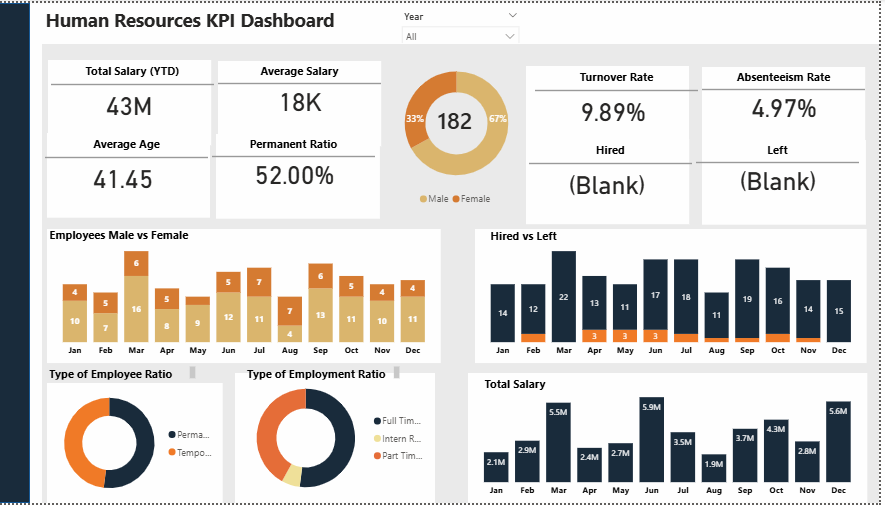 Human Resources KPI Dashboard
Year
All
Total Salary (YTD)
43M
Average Salary
18K
Average Age
41.45
Permanent Ratio
52.00%
33%
182
67%
Male Female
Turnover Rate
9.89%
Absenteeism Rate
4.97%
Hired
(Blank)
Left
(Blank)
Employees Male vs Female
4 5 6 5 5 7 7 6 5 4 4
10 7 16 8 9 12 11 4 13 11 10 11
Jan Feb Mar Apr May Jun Jul Aug Sep Oct Nov Dec
Hired vs Left
14 12 22 13 11 17 18 11 19 16 14 15
3 3 3
Jan Feb Mar Apr May Jun Jul Aug Sep Oct Nov Dec
Type of Employee Ratio
Perma...
Tempo...
Type of Employment Ratio
Full Tim...
Intern R...
Part Tim...
Total Salary
2.1M 2.9M 5.5M 2.4M 2.7M 5.9M 3.5M 1.9M 3.7M 4.3M 2.8M 5.6M
Jan Feb Mar Apr May Jun Jul Aug Sep Oct Nov Dec